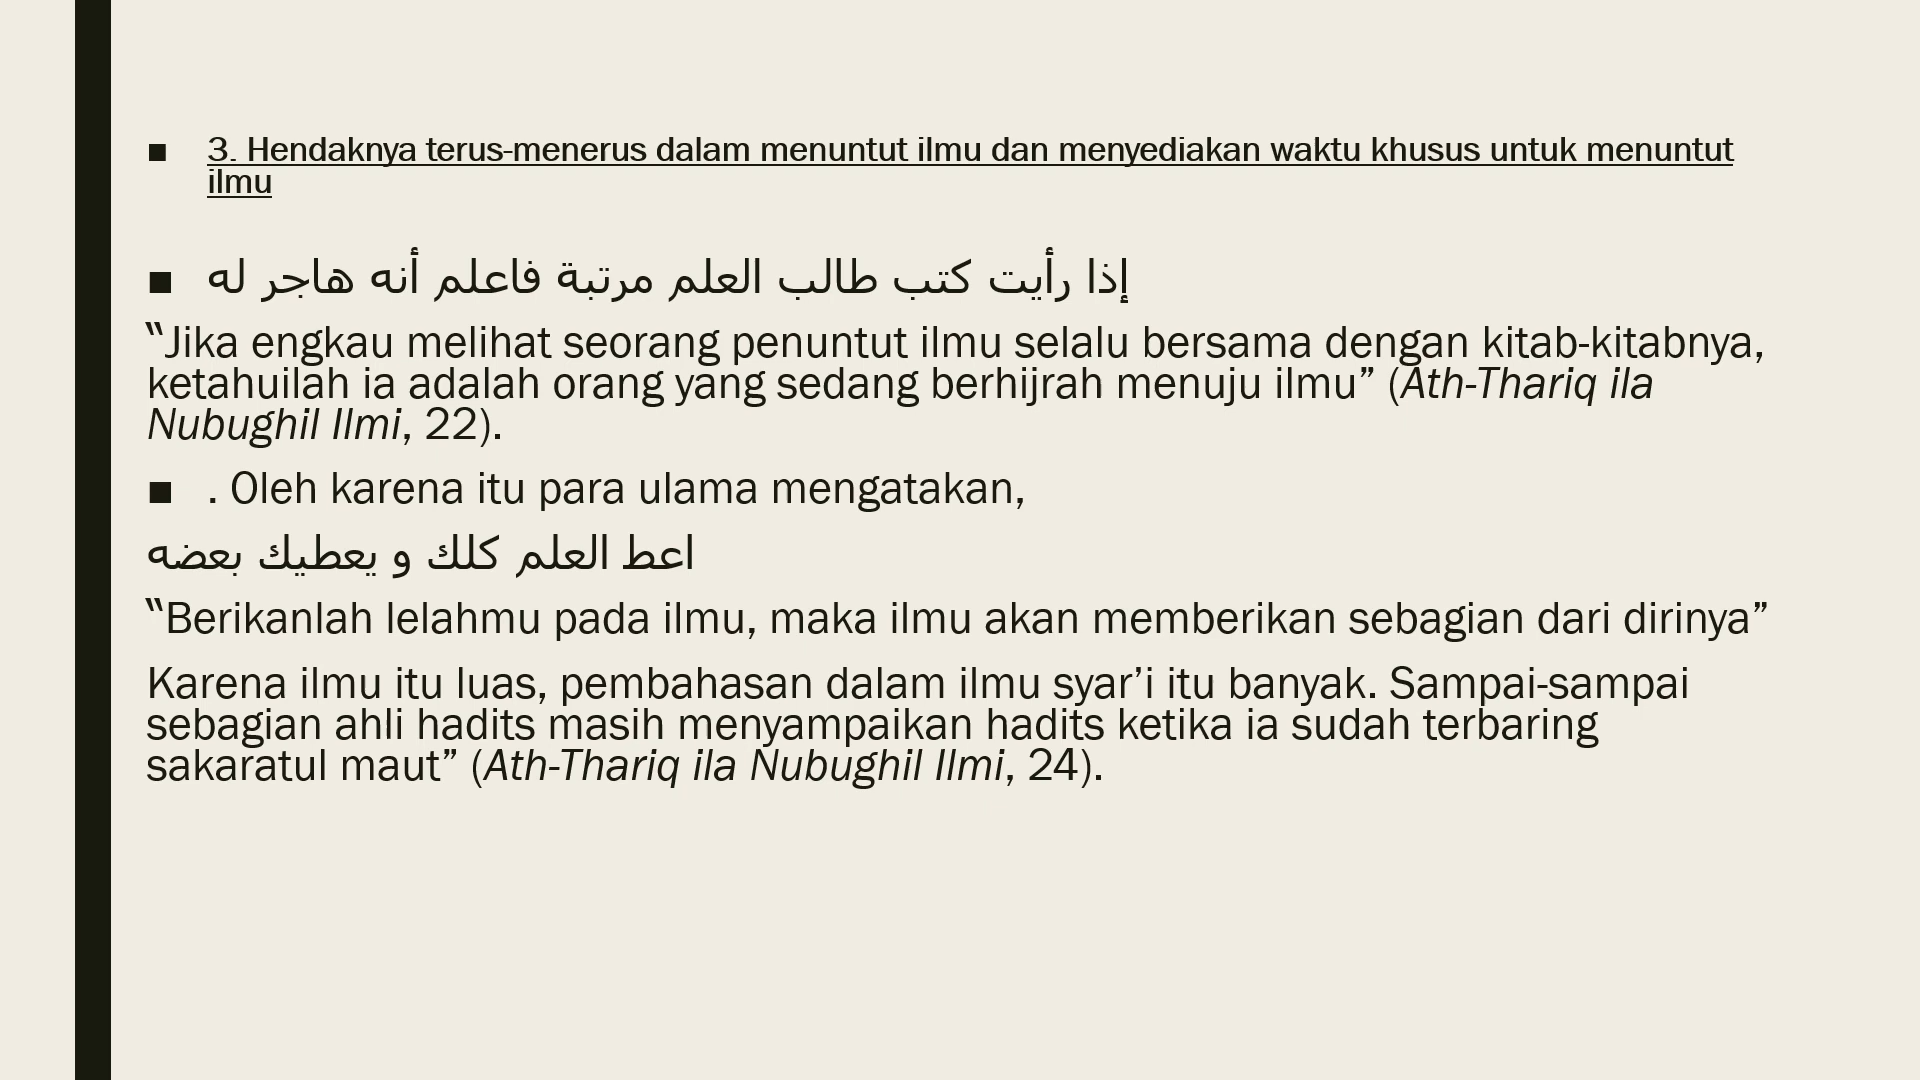 ■ 3. Hendaknya terus-menerus dalam menuntut ilmu dan menyediakan waktu khusus untuk menuntut
ilmu
■ إذا رأيت كتب طالب العلم مرتبة فاعلم أنه هاجر له
“Jika engkau melihat seorang penuntut ilmu selalu bersama dengan kitab-kitabnya,
ketahuilah ia adalah orang yang sedang berhijrah menuju ilmu” (Ath-Thariq ila
Nubughil Ilmi, 22).
■ . Oleh karena itu para ulama mengatakan,
اعط العلم كلك و يعطيك بعضه
“Berikanlah lelahmu pada ilmu, maka ilmu akan memberikan sebagian dari dirinya”
Karena ilmu itu luas, pembahasan dalam ilmu syar’i itu banyak. Sampai-sampai
sebagian ahli hadits masih menyampaikan hadits ketika ia sudah terbaring
sakaratul maut” (Ath-Thariq ila Nubughil Ilmi, 24).